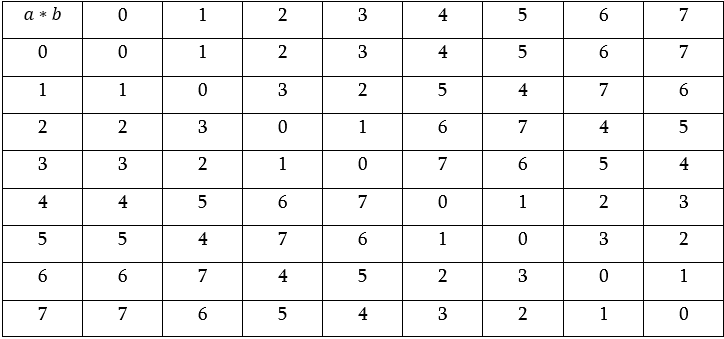 a ∗ b 0 1 2 3 4 5 6 7
0 0 1 2 3 4 5 6 7
1 1 0 3 2 5 4 7 6
2 2 3 0 1 6 7 4 5
3 3 2 1 0 7 6 5 4
4 4 5 6 7 0 1 2 3
5 5 4 7 6 1 0 3 2
6 6 7 4 5 2 3 0 1
7 7 6 5 4 3 2 1 0